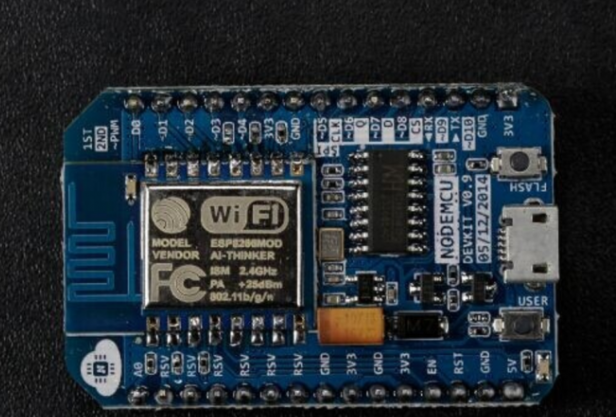 1ST
2ND
~PWM
D0
~D1
~D2
~D3
~D4
3V3
GND
~D5
CLK
~D6
~D7
~D8
CS
RX
~D9
TX
~D10
GND
3V3
SPI
FLASH
WiFi
MODEL ESP8266MOD
VENDOR AI-THINKER
ISM 2.4GHz
PA +25dBm
802.11b/g/n
FC
NODEMCU
DEVKIT V0.9
05/12/2014
USER
A0
RSV
RSV
RSV
RSV
RSV
RSV
GND
3V3
GND
3V3
EN
RST
GND
5V